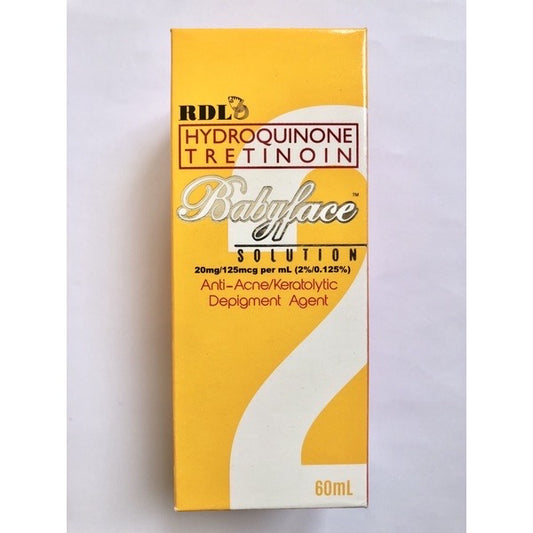 RDL
HYDROQUINONE
TRETINOIN
Babyface™
SOLUTION
20mg/125mcg per mL (2%/0.125%)
Anti-Acne/Keratolytic
Depigment Agent
2
60mL